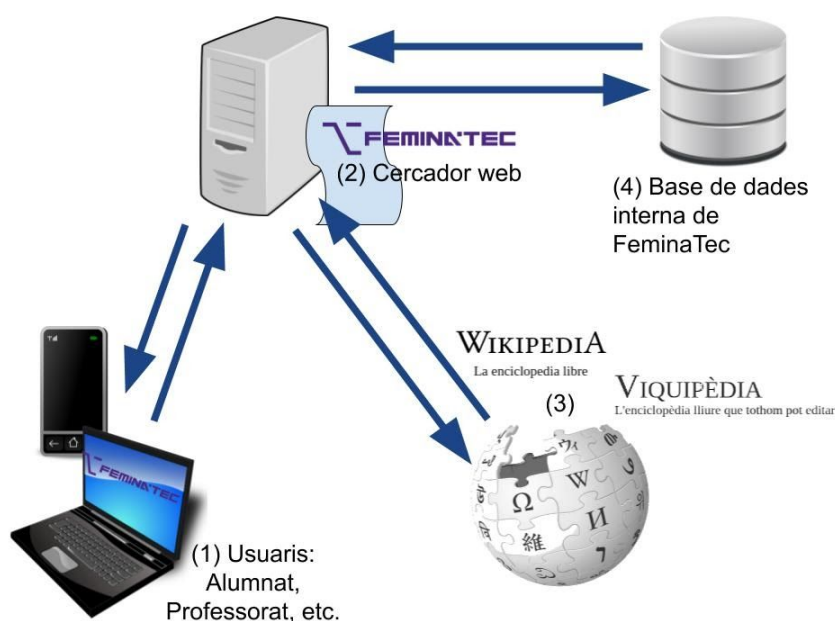 FEMINATEC
(2) Cercador web
(4) Base de dades
interna de
FeminaTec
WIKIPEDIA
La enciclopedia libre
(3)
VIQUIPÈDIA
L'enciclopèdia lliure que tothom pot editar
Ω
W
И
維
FEMINATEC
(1) Usuaris:
Alumnat,
Professorat, etc.